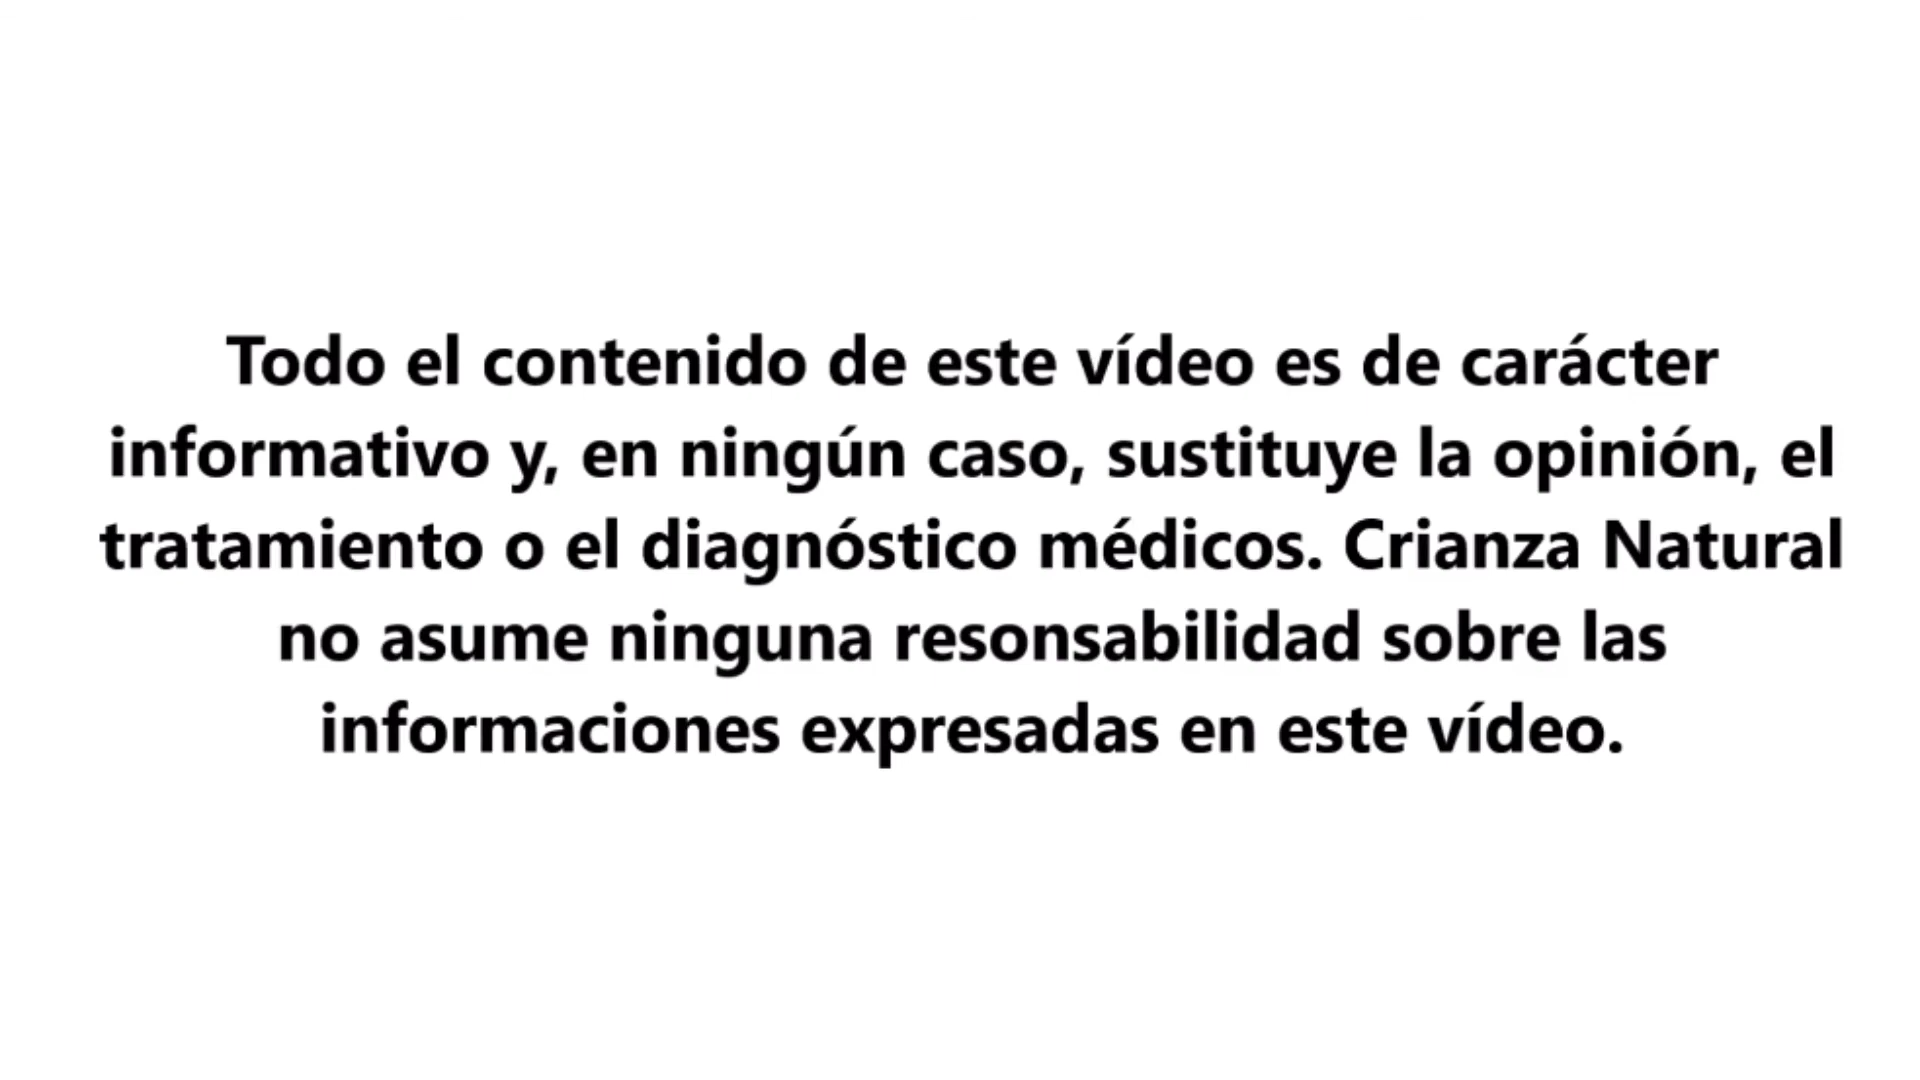 Todo el contenido de este vídeo es de carácter
informativo y, en ningún caso, sustituye la opinión, el
tratamiento o el diagnóstico médicos. Crianza Natural
no asume ninguna resonsabilidad sobre las
informaciones expresadas en este vídeo.